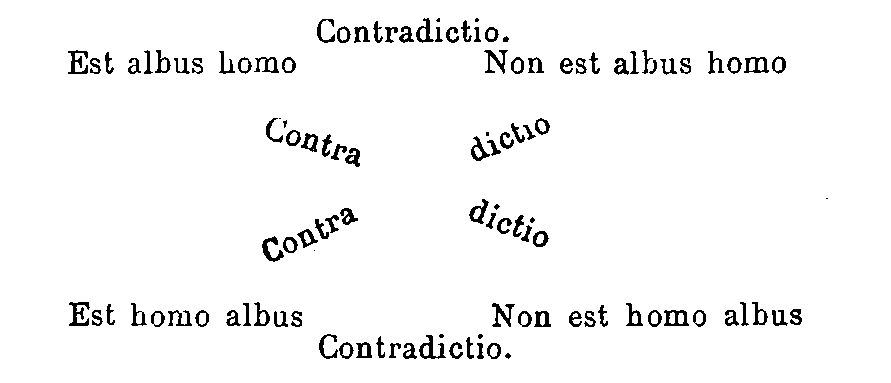 Contradictio.
Est albus homo Non est albus homo
Contra dictio
Contra dictio
Est homo albus Non est homo albus
Contradictio.